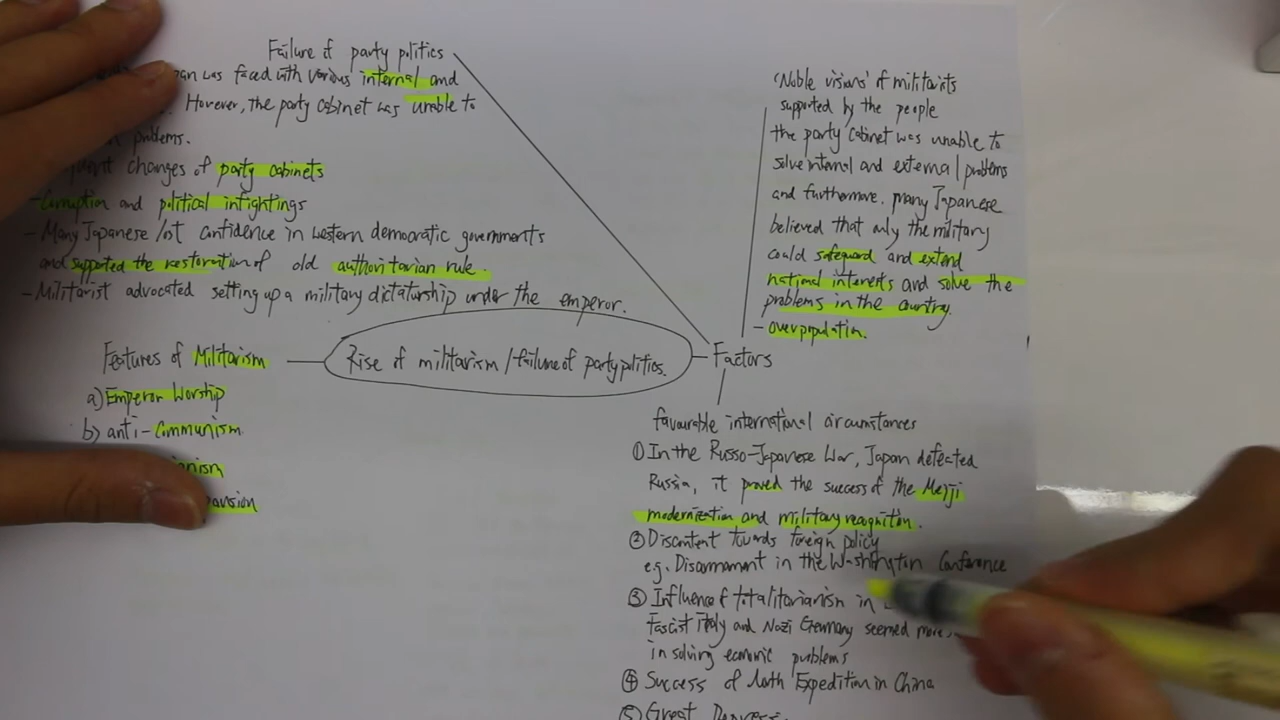 Failure of party politics
was faced with various internal and
However, the party cabinet was unable to
problems.
changes of party cabinets
- Corruption and political infightings
- Many Japanese lost confidence in western democratic governments
and supported the restoration of old authoritarian rule.
- Militarist advocated setting up a military dictatorship under the emperor.
Features of Militarism
a) Emperor Worship
b) anti-Communism
Rise of militarism / failure of party politics.
Factors
'Noble visions' of militarists
supported by the people
the party cabinet was unable to
solve internal and external problems
and furthermore, many Japanese
believed that only the military
could safeguard and extend
national interests and solve the
problems in the country.
- overpopulation.
favourable international circumstances
① In the Russo-Japanese War, Japan defeated
Russia, it proved the success of the Meiji
modernization and military recognition.
② Discontent towards foreign policy
eg. Disarmament in the Washington Conference
③ Influence of totalitarianism in
Fascist Italy and Nazi Germany seemed more
in solving economic problems
④ Success of Expedition in China
⑤ Great